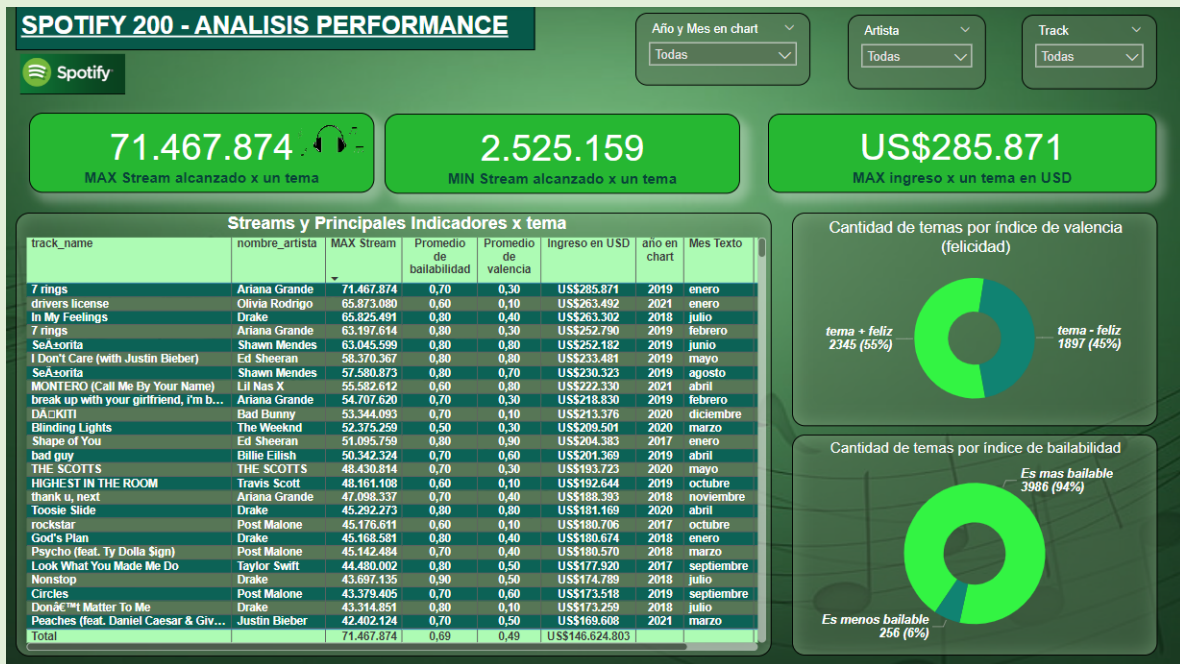 SPOTIFY 200 - ANALISIS PERFORMANCE
Spotify
Año y Mes en chart
Todas
Artista
Todas
Track
Todas
71.467.874
MAX Stream alcanzado x un tema
2.525.159
MIN Stream alcanzado x un tema
US$285.871
MAX ingreso x un tema en USD
Streams y Principales Indicadores x tema
track_name nombre_artista MAX Stream Promedio de bailabilidad Promedio de valencia Ingreso en USD año en chart Mes Texto
7 rings Ariana Grande 71.467.874 0,70 0,30 US$285.871 2019 enero
drivers license Olivia Rodrigo 65.873.080 0,60 0,10 US$263.492 2021 enero
In My Feelings Drake 65.825.491 0,80 0,40 US$263.302 2018 julio
7 rings Ariana Grande 63.197.614 0,80 0,30 US$252.790 2019 febrero
SeÃ±orita Shawn Mendes 63.045.599 0,80 0,80 US$252.182 2019 junio
I Don't Care (with Justin Bieber) Ed Sheeran 58.370.367 0,80 0,80 US$233.481 2019 mayo
SeÃ±orita Shawn Mendes 57.580.873 0,80 0,70 US$230.323 2019 agosto
MONTERO (Call Me By Your Name) Lil Nas X 55.582.612 0,60 0,80 US$222.330 2021 abril
break up with your girlfriend, i'm b... Ariana Grande 54.707.620 0,70 0,30 US$218.830 2019 febrero
DÃ□KITI Bad Bunny 53.344.093 0,70 0,10 US$213.376 2020 diciembre
Blinding Lights The Weeknd 52.375.259 0,50 0,30 US$209.501 2020 marzo
Shape of You Ed Sheeran 51.095.759 0,80 0,90 US$204.383 2017 enero
bad guy Billie Eilish 50.342.324 0,70 0,60 US$201.369 2019 abril
THE SCOTTS THE SCOTTS 48.430.814 0,70 0,30 US$193.723 2020 mayo
HIGHEST IN THE ROOM Travis Scott 48.161.108 0,60 0,10 US$192.644 2019 octubre
thank u, next Ariana Grande 47.098.337 0,70 0,40 US$188.393 2018 noviembre
Toosie Slide Drake 45.292.273 0,80 0,80 US$181.169 2020 abril
rockstar Post Malone 45.176.611 0,60 0,10 US$180.706 2017 octubre
God's Plan Drake 45.168.581 0,80 0,40 US$180.674 2018 enero
Psycho (feat. Ty Dolla $ign) Post Malone 45.142.484 0,70 0,40 US$180.570 2018 marzo
Look What You Made Me Do Taylor Swift 44.480.002 0,80 0,50 US$177.920 2017 septiembre
Nonstop Drake 43.697.135 0,90 0,50 US$174.789 2018 julio
Circles Post Malone 43.379.405 0,70 0,60 US$173.518 2019 septiembre
Donâ€™t Matter To Me Drake 43.314.851 0,80 0,10 US$173.259 2018 julio
Peaches (feat. Daniel Caesar & Giv... Justin Bieber 42.402.124 0,70 0,50 US$169.608 2021 marzo
Total 71.467.874 0,69 0,49 US$146.624.803
Cantidad de temas por índice de valencia
(felicidad)
tema + feliz
2345 (55%)
tema - feliz
1897 (45%)
Cantidad de temas por índice de bailabilidad
Es mas bailable
3986 (94%)
Es menos bailable
256 (6%)